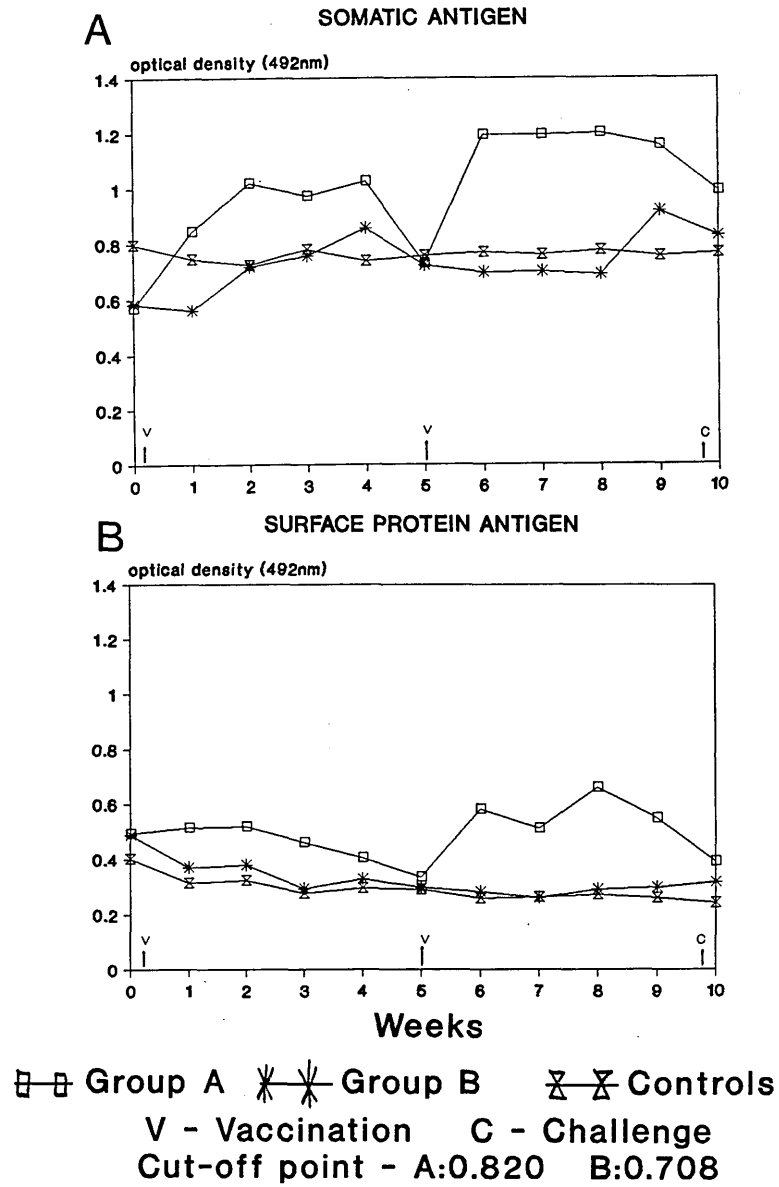 A
SOMATIC ANTIGEN
optical density (492nm)
1.4
1.2
1
0.8
0.6
0.4
0.2
0
V
V
C
0 1 2 3 4 5 6 7 8 9 10
B
SURFACE PROTEIN ANTIGEN
optical density (492nm)
1.4
1.2
1
0.8
0.6
0.4
0.2
0
V
V
C
0 1 2 3 4 5 6 7 8 9 10
Weeks
Group A Group B Controls
V - Vaccination C - Challenge
Cut-off point - A:0.820 B:0.708